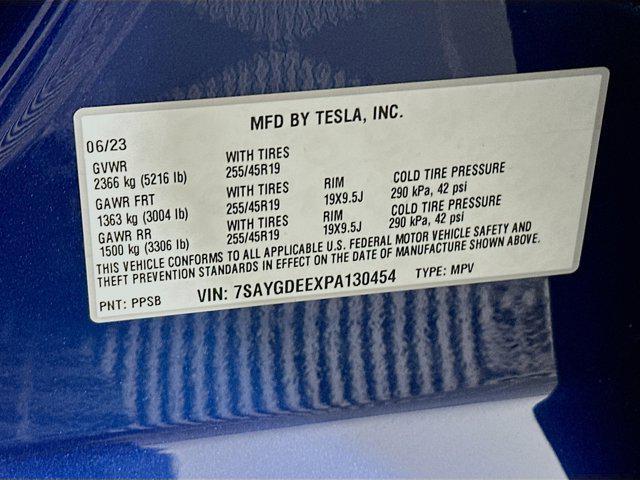 MFD BY TESLA, INC.
06/23
GVWR WITH TIRES
2366 kg (5216 lb) 255/45R19
GAWR FRT WITH TIRES RIM COLD TIRE PRESSURE
1363 kg (3004 lb) 255/45R19 19X9.5J 290 kPa, 42 psi
GAWR RR WITH TIRES RIM COLD TIRE PRESSURE
1500 kg (3306 lb) 255/45R19 19X9.5J 290 kPa, 42 psi
THIS VEHICLE CONFORMS TO ALL APPLICABLE U.S. FEDERAL MOTOR VEHICLE SAFETY AND
THEFT PREVENTION STANDARDS IN EFFECT ON THE DATE OF MANUFACTURE SHOWN ABOVE.
PNT: PPSB VIN: 7SAYGDEEXPA130454 TYPE: MPV